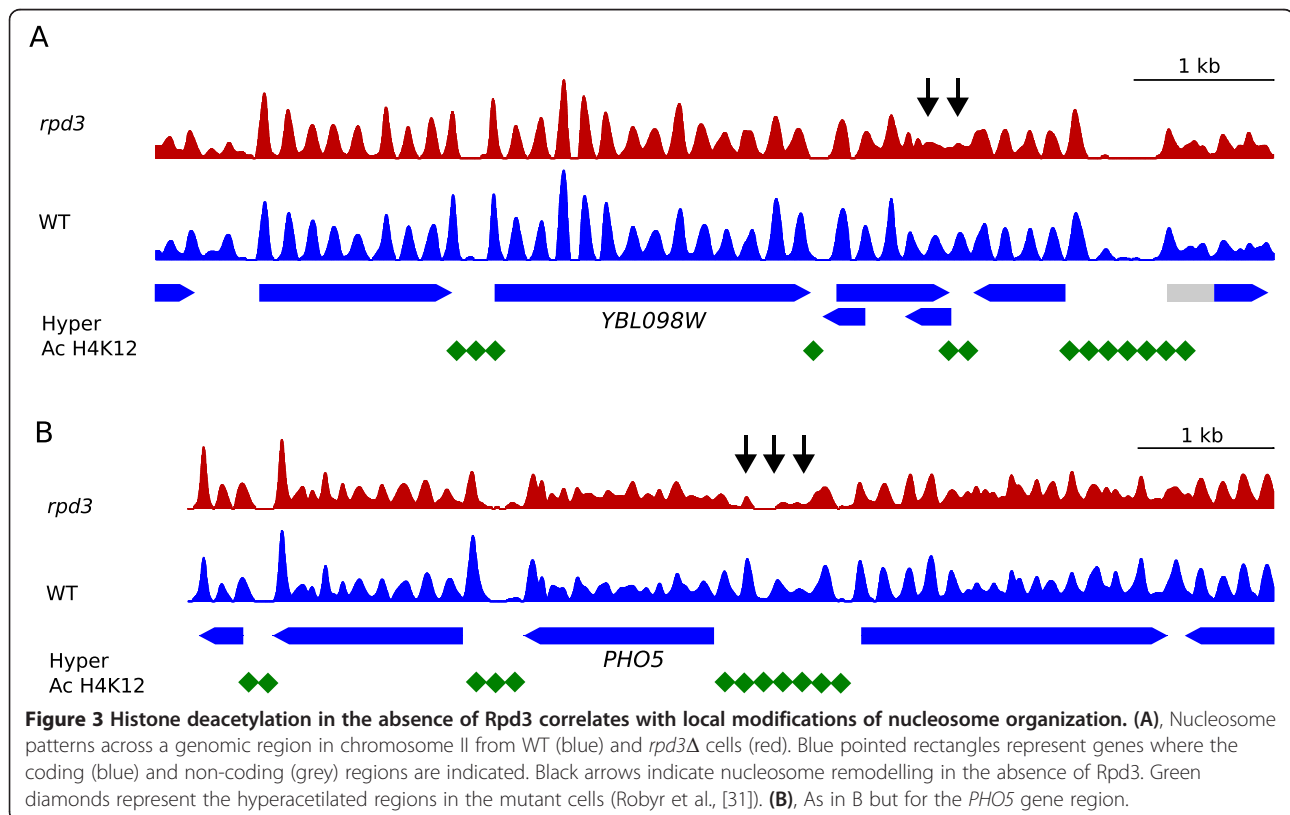 A
1 kb
rpd3
WT
YBL098W
Hyper
Ac H4K12
B
1 kb
rpd3
WT
PHO5
Hyper
Ac H4K12
Figure 3 Histone deacetylation in the absence of Rpd3 correlates with local modifications of nucleosome organization. (A), Nucleosome
patterns across a genomic region in chromosome II from WT (blue) and rpd3Δ cells (red). Blue pointed rectangles represent genes where the
coding (blue) and non-coding (grey) regions are indicated. Black arrows indicate nucleosome remodelling in the absence of Rpd3. Green
diamonds represent the hyperacetilated regions in the mutant cells (Robyr et al., [31]). (B), As in B but for the PHO5 gene region.